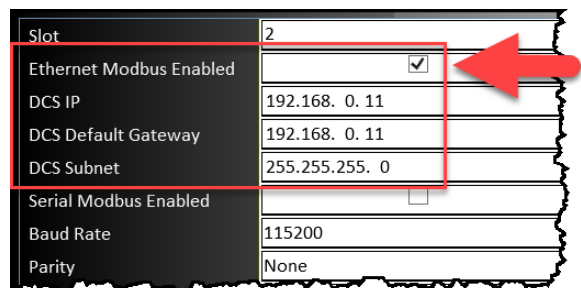 Slot 2
Ethernet Modbus Enabled
DCS IP 192.168. 0. 11
DCS Default Gateway 192.168. 0. 11
DCS Subnet 255.255.255. 0
Serial Modbus Enabled
Baud Rate 115200
Parity None